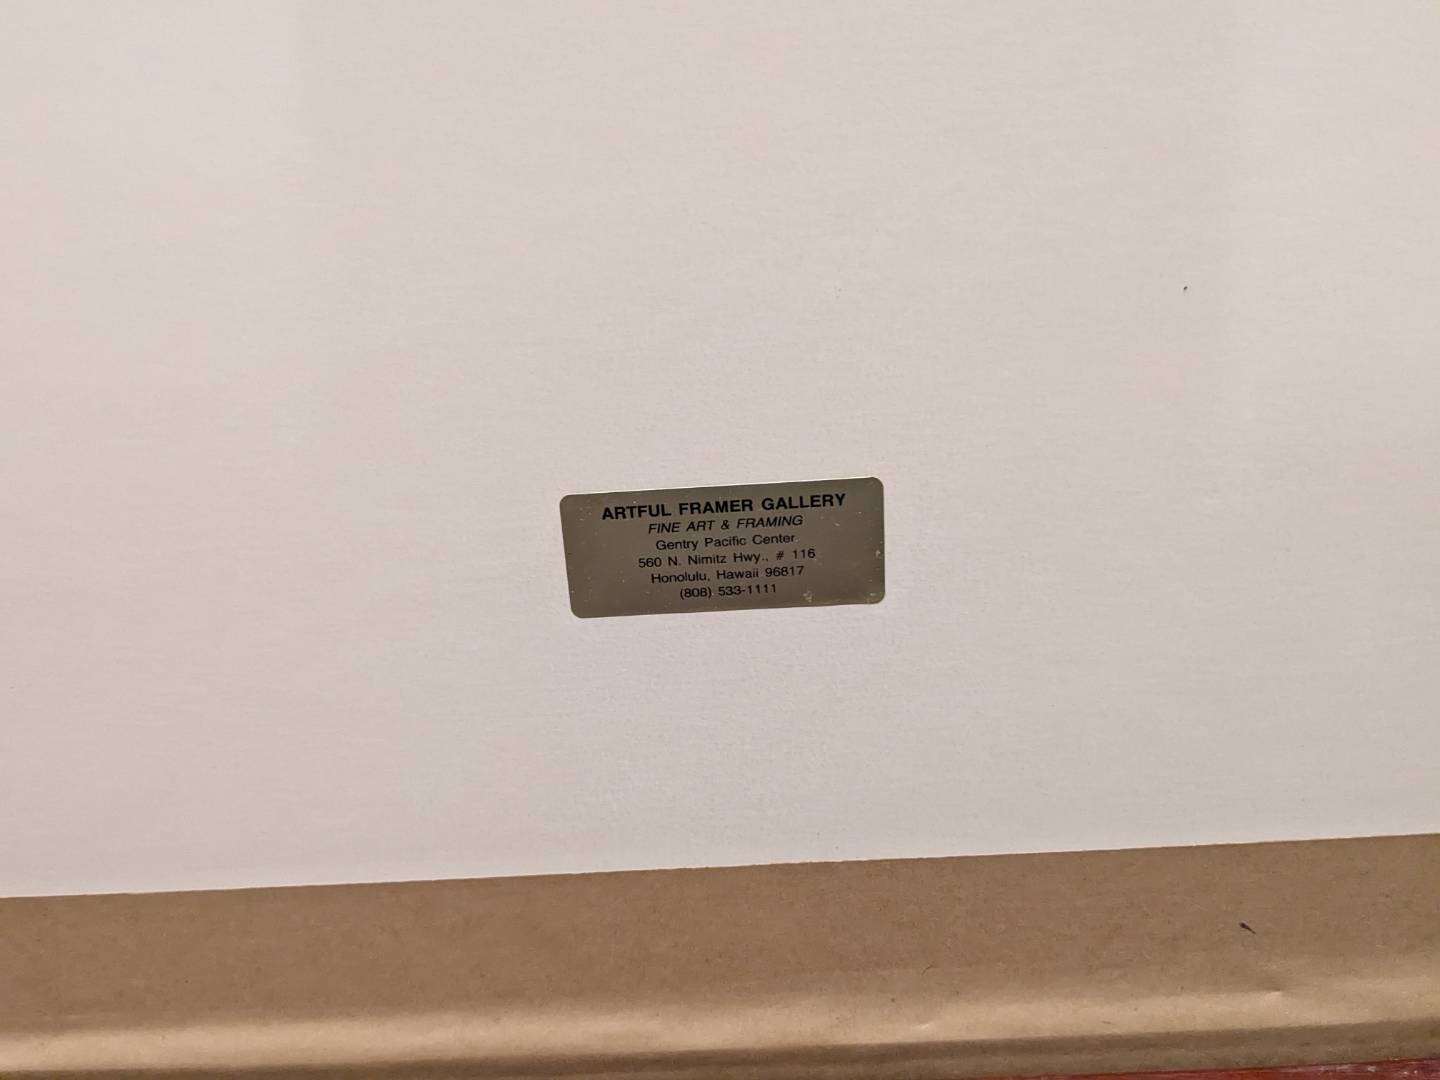 ARTFUL FRAMER GALLERY
FINE ART & FRAMING
Gentry Pacific Center
560 N. Nimitz Hwy., # 116
Honolulu, Hawaii 96817
(808) 533-1111